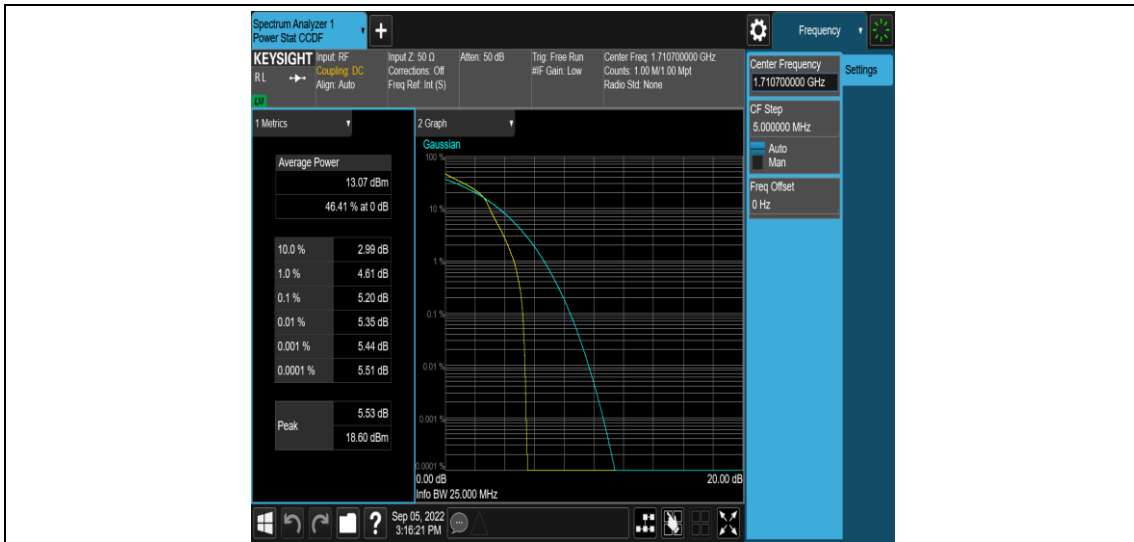 Spectrum Analyzer 1
Power Stat CCDF
+
Frequency
KEYSIGHT
RL
LXI
Input: RF
Coupling: DC
Align: Auto
Input Z: 50 Ω
Corrections: Off
Freq Ref: Int (S)
Atten: 50 dB
Trig: Free Run
#IF Gain: Low
Center Freq: 1.710700000 GHz
Counts: 1.00 M/1.00 Mpt
Radio Std: None
Center Frequency
1.710700000 GHz
Settings
CF Step
5.000000 MHz
Auto
Man
Freq Offset
0 Hz
1 Metrics
Average Power
13.07 dBm
46.41 % at 0 dB
10.0 % 2.99 dB
1.0 % 4.61 dB
0.1 % 5.20 dB
0.01 % 5.35 dB
0.001 % 5.44 dB
0.0001 % 5.51 dB
Peak
5.53 dB
18.60 dBm
2 Graph
Gaussian
100 %
10 %
1 %
0.1 %
0.01 %
0.001 %
0.0001 %
0.00 dB 20.00 dB
Info BW 25.000 MHz
?
Sep 05, 2022
3:16:21 PM